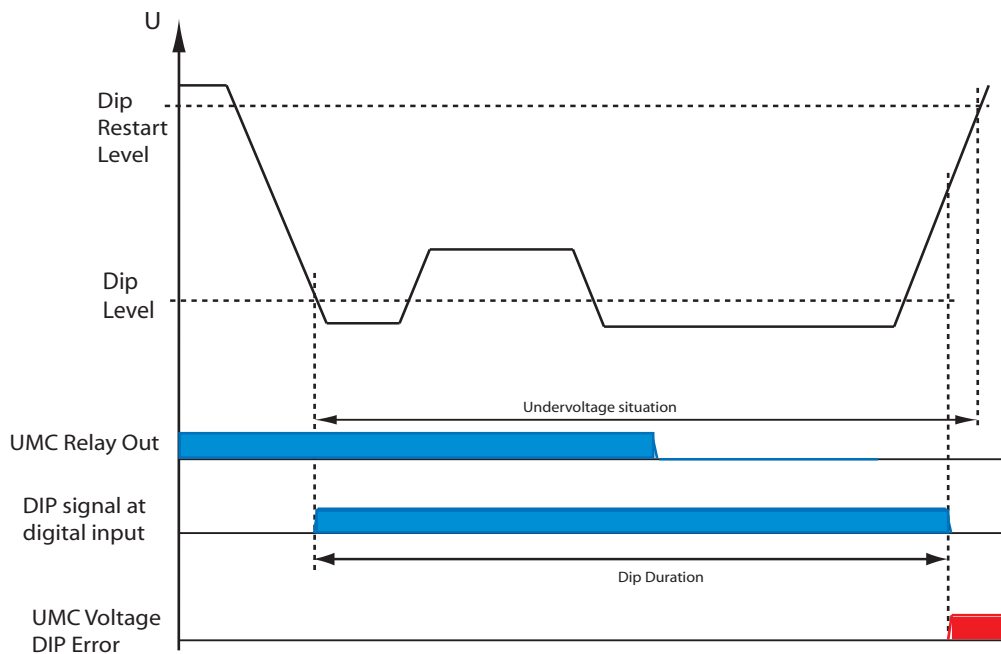 U
Dip
Restart
Level
Dip
Level
Undervoltage situation
UMC Relay Out
DIP signal at
digital input
Dip Duration
UMC Voltage
DIP Error